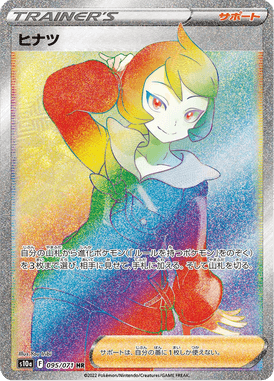 TRAINER'S サポート
ヒナツ
自分の山札から進化ポケモン(「ルールを持つポケモン」をのぞく)
を3枚まで選び、相手に見せて、手札に加える。そして山札を切る。
サポートは、自分の番に1枚しか使えない。
s10a F 095/071 HR
©2022 Pokémon/Nintendo/Creatures/GAME FREAK.